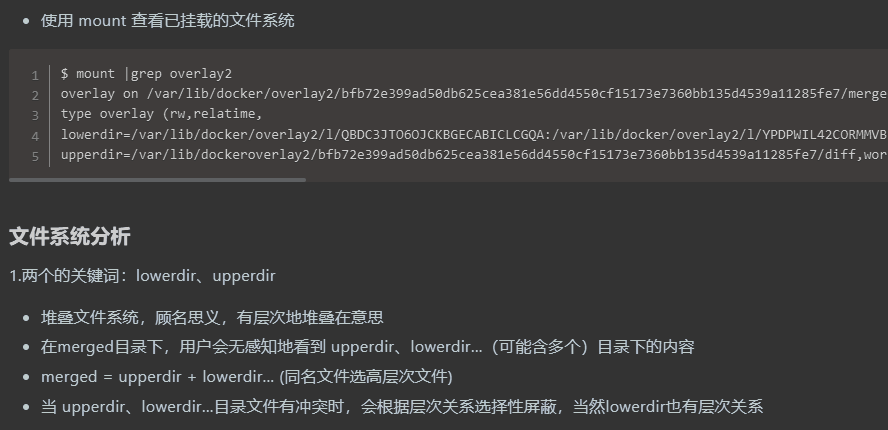 使用 mount 查看已挂载的文件系统
1 $ mount |grep overlay2
2 overlay on /var/lib/docker/overlay2/bfb72e399ad50db625cea381e56dd4550cf15173e7360bb135d4539a11285fe7/merge
3 type overlay (rw,relatime,
4 lowerdir=/var/lib/docker/overlay2/l/QBDC3JTO6OJCKBGECABICLCGQA:/var/lib/docker/overlay2/l/YPDPWIL42CORMMVB
5 upperdir=/var/lib/dockeroverlay2/bfb72e399ad50db625cea381e56dd4550cf15173e7360bb135d4539a11285fe7/diff,wor
文件系统分析
1.两个的关键词：lowerdir、upperdir
堆叠文件系统，顾名思义，有层次地堆叠在意思
在merged目录下，用户会无感知地看到 upperdir、lowerdir...（可能含多个）目录下的内容
merged = upperdir + lowerdir... (同名文件选高层次文件)
当 upperdir、lowerdir...目录文件有冲突时，会根据层次关系选择性屏蔽，当然lowerdir也有层次关系